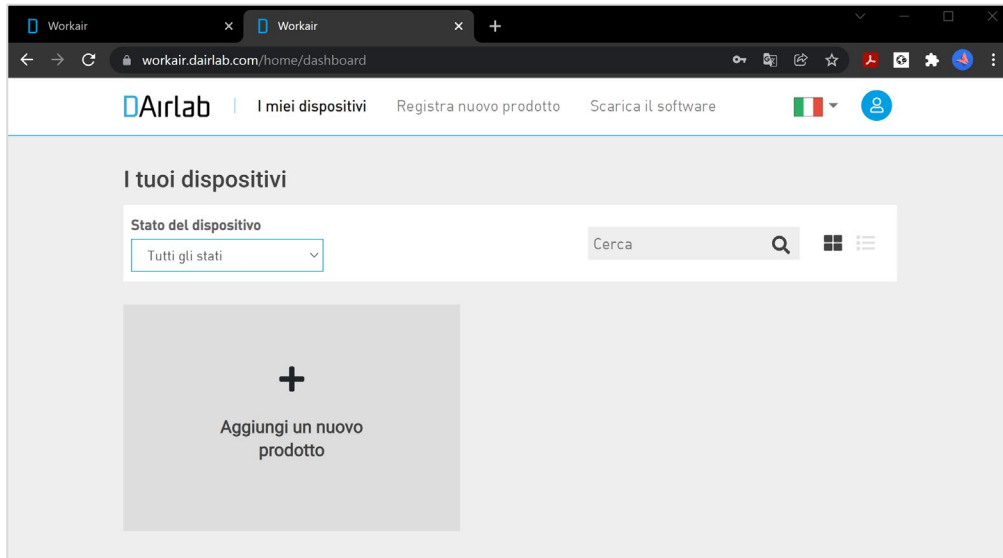 Workair
Workair
workair.dairlab.com/home/dashboard
DAIrlab
I miei dispositivi
Registra nuovo prodotto
Scarica il software
I tuoi dispositivi
Stato del dispositivo
Tutti gli stati
Cerca
Aggiungi un nuovo
prodotto